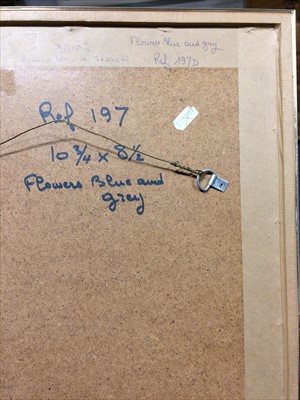 Flowers Blue and grey
Ref 197
Ref 197
10 3/4 x 8 1/2
Flowers Blue and
grey